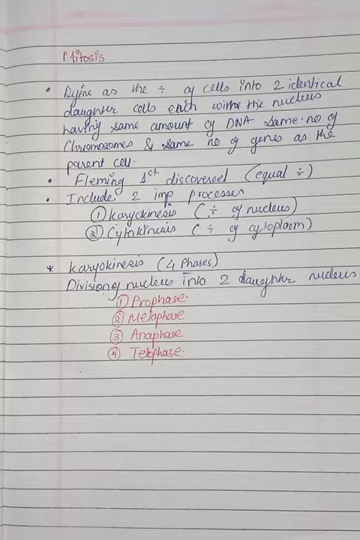 Mitosis
• Define as the ÷ of cells into 2 identical
daughter cells each with the nucleus
having same amount of DNA same no of
Chromosomes & same no of genes as the
parent cell.
• Fleming 1st discovered (equal ÷)
• Include 2 imp processes
① Karyokinesis (÷ of nucleus)
② Cytokinesis (÷ of cytoplasm)
* Karyokinesis (4 Phases)
Division of nucleus into 2 daughter nucleus
① Prophase.
② Metaphase
③ Anaphase
④ Telophase.